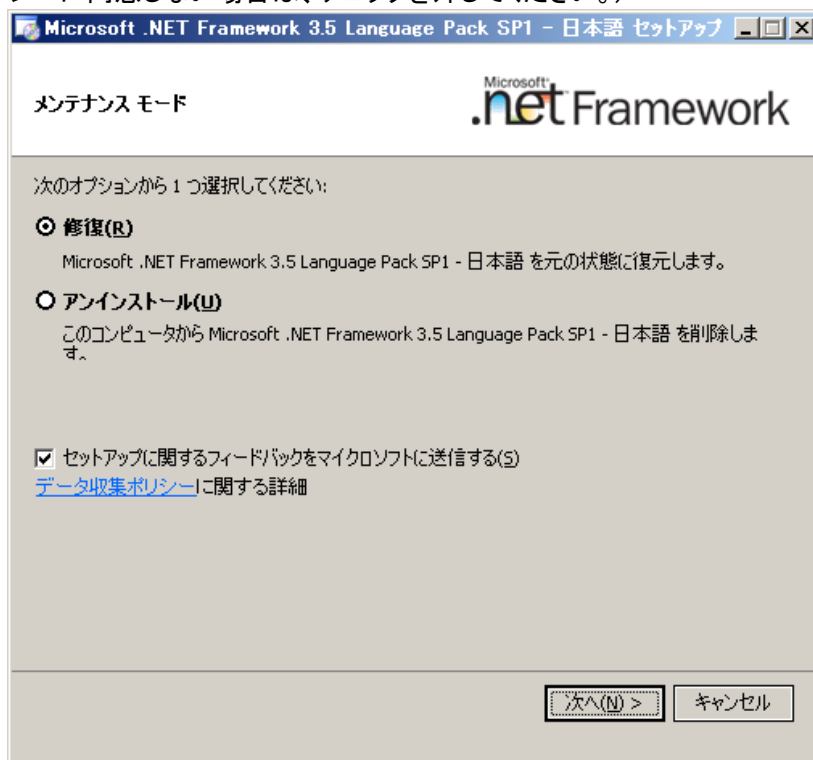 Microsoft .NET Framework 3.5 Language Pack SP1 - 日本語 セットアップ
メンテナンス モード
Microsoft
.net Framework
次のオプションから 1 つ選択してください:
修復(R)
Microsoft .NET Framework 3.5 Language Pack SP1 - 日本語 を元の状態に復元します。
アンインストール(U)
このコンピュータから Microsoft .NET Framework 3.5 Language Pack SP1 - 日本語 を削除しま
す。
セットアップに関するフィードバックをマイクロソフトに送信する(S)
データ収集ポリシーに関する詳細
次へ(N) >
キャンセル